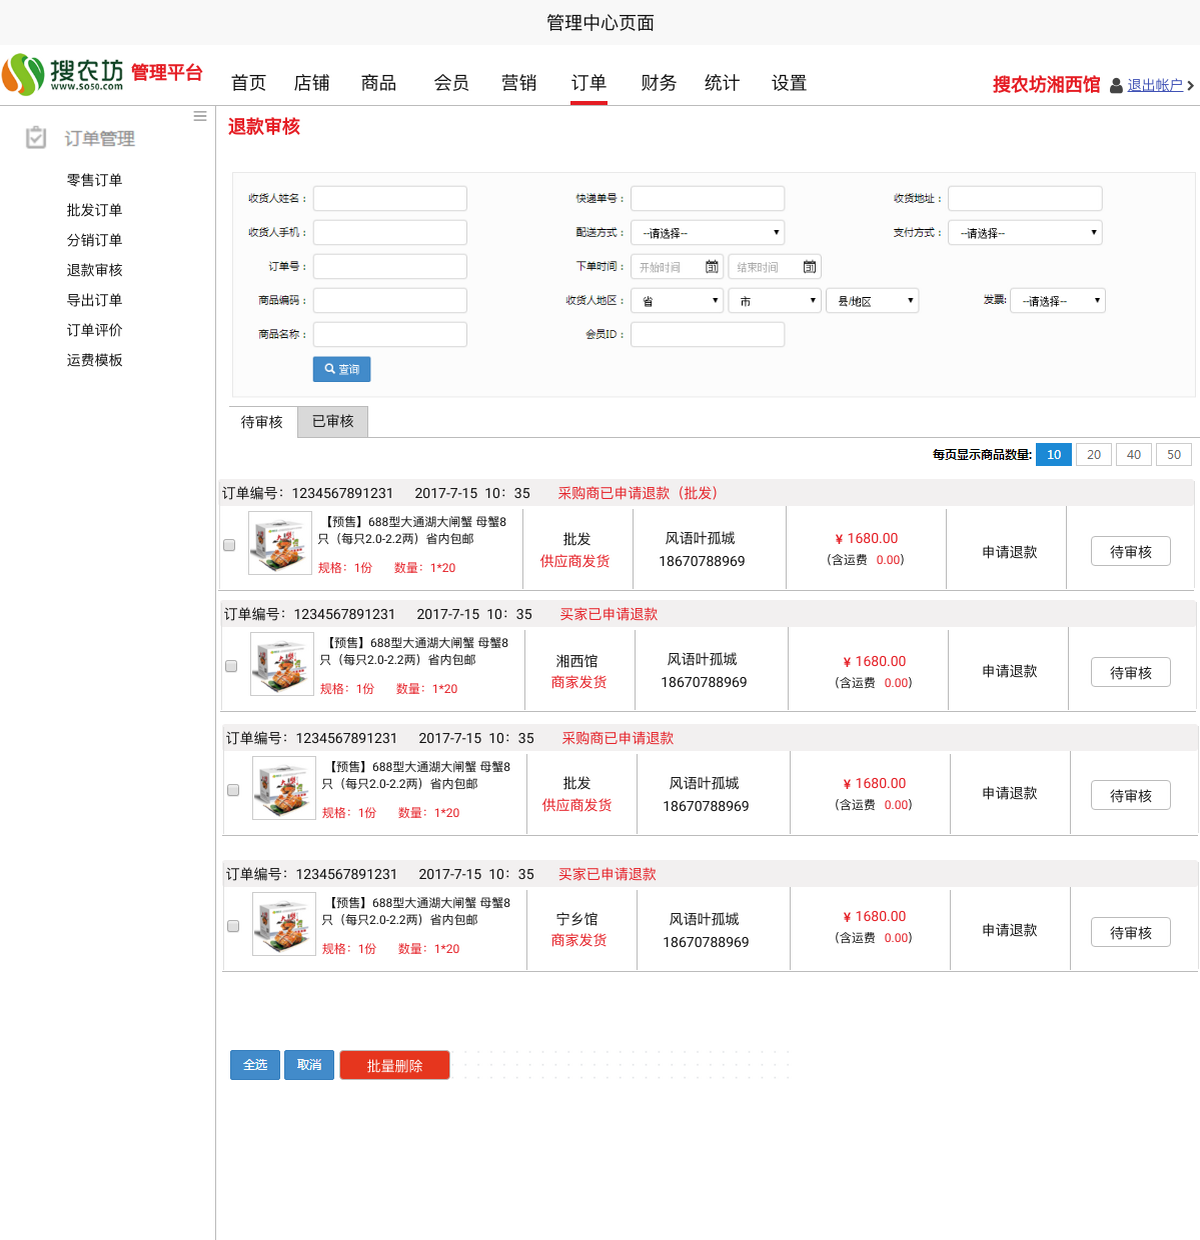 管理中心页面
搜农坊 管理平台
www.so50.com
首页 店铺 商品 会员 营销 订单 财务 统计 设置
搜农坊湘西馆 退出帐户
订单管理
零售订单
批发订单
分销订单
退款审核
导出订单
订单评价
运费模板
退款审核
收货人姓名： 快递单号： 收货地址：
收货人手机： 配送方式： --请选择-- 支付方式： --请选择--
订单号： 下单时间： 开始时间 结束时间
商品编码： 收货人地区： 省 市 县/地区 发票: --请选择--
商品名称： 会员ID：
查询
待审核 已审核
每页显示商品数量: 10 20 40 50
订单编号：1234567891231 2017-7-15 10：35 采购商已申请退款（批发）
【预售】688型大通湖大闸蟹 母蟹8
只（每只2.0-2.2两）省内包邮
规格：1份 数量：1*20
批发
供应商发货
风语叶孤城
18670788969
¥ 1680.00
(含运费 0.00)
申请退款
待审核
订单编号：1234567891231 2017-7-15 10：35 买家已申请退款
【预售】688型大通湖大闸蟹 母蟹8
只（每只2.0-2.2两）省内包邮
规格：1份 数量：1*20
湘西馆
商家发货
风语叶孤城
18670788969
¥ 1680.00
(含运费 0.00)
申请退款
待审核
订单编号：1234567891231 2017-7-15 10：35 采购商已申请退款
【预售】688型大通湖大闸蟹 母蟹8
只（每只2.0-2.2两）省内包邮
规格：1份 数量：1*20
批发
供应商发货
风语叶孤城
18670788969
¥ 1680.00
(含运费 0.00)
申请退款
待审核
订单编号：1234567891231 2017-7-15 10：35 买家已申请退款
【预售】688型大通湖大闸蟹 母蟹8
只（每只2.0-2.2两）省内包邮
规格：1份 数量：1*20
宁乡馆
商家发货
风语叶孤城
18670788969
¥ 1680.00
(含运费 0.00)
申请退款
待审核
全选 取消 批量删除